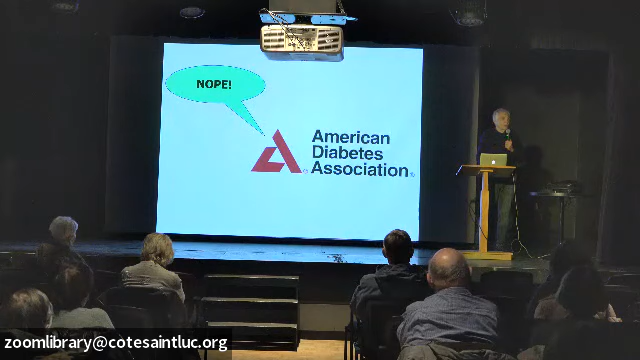 NOPE!
American
Diabetes
Association®
zoomlibrary@cotesaintluc.org